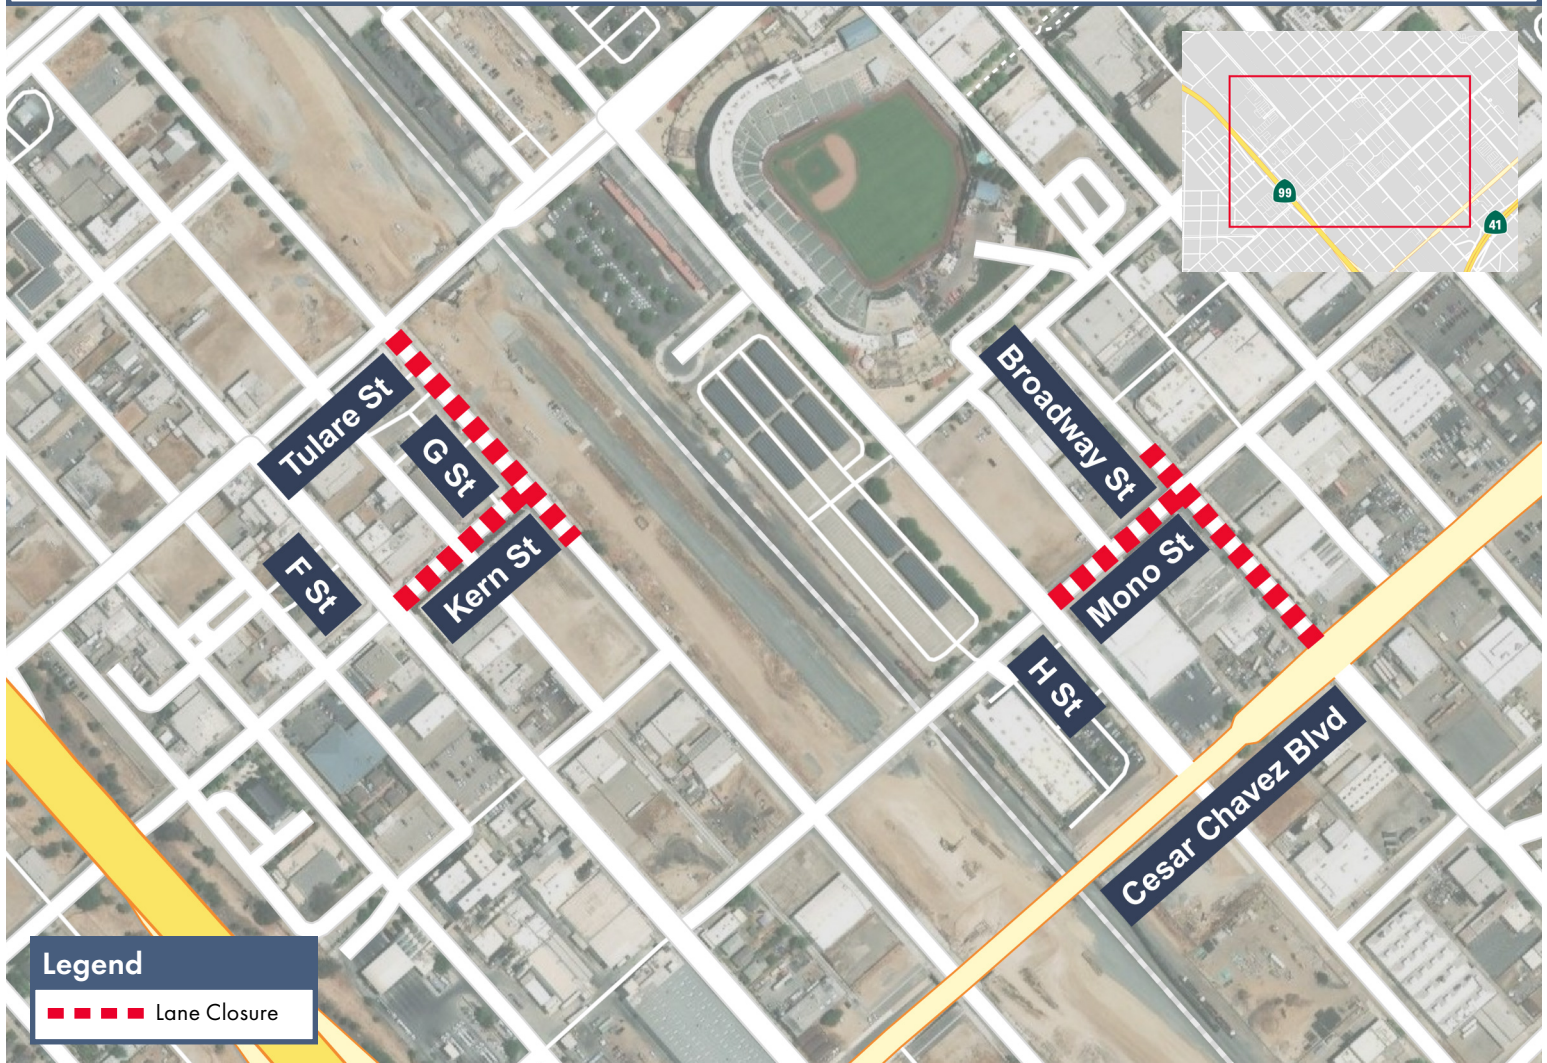 99
41
Broadway St
Tulare St
G St
Mono St
Kern St
F St
H St
Cesar Chavez Blvd
Legend
Lane Closure